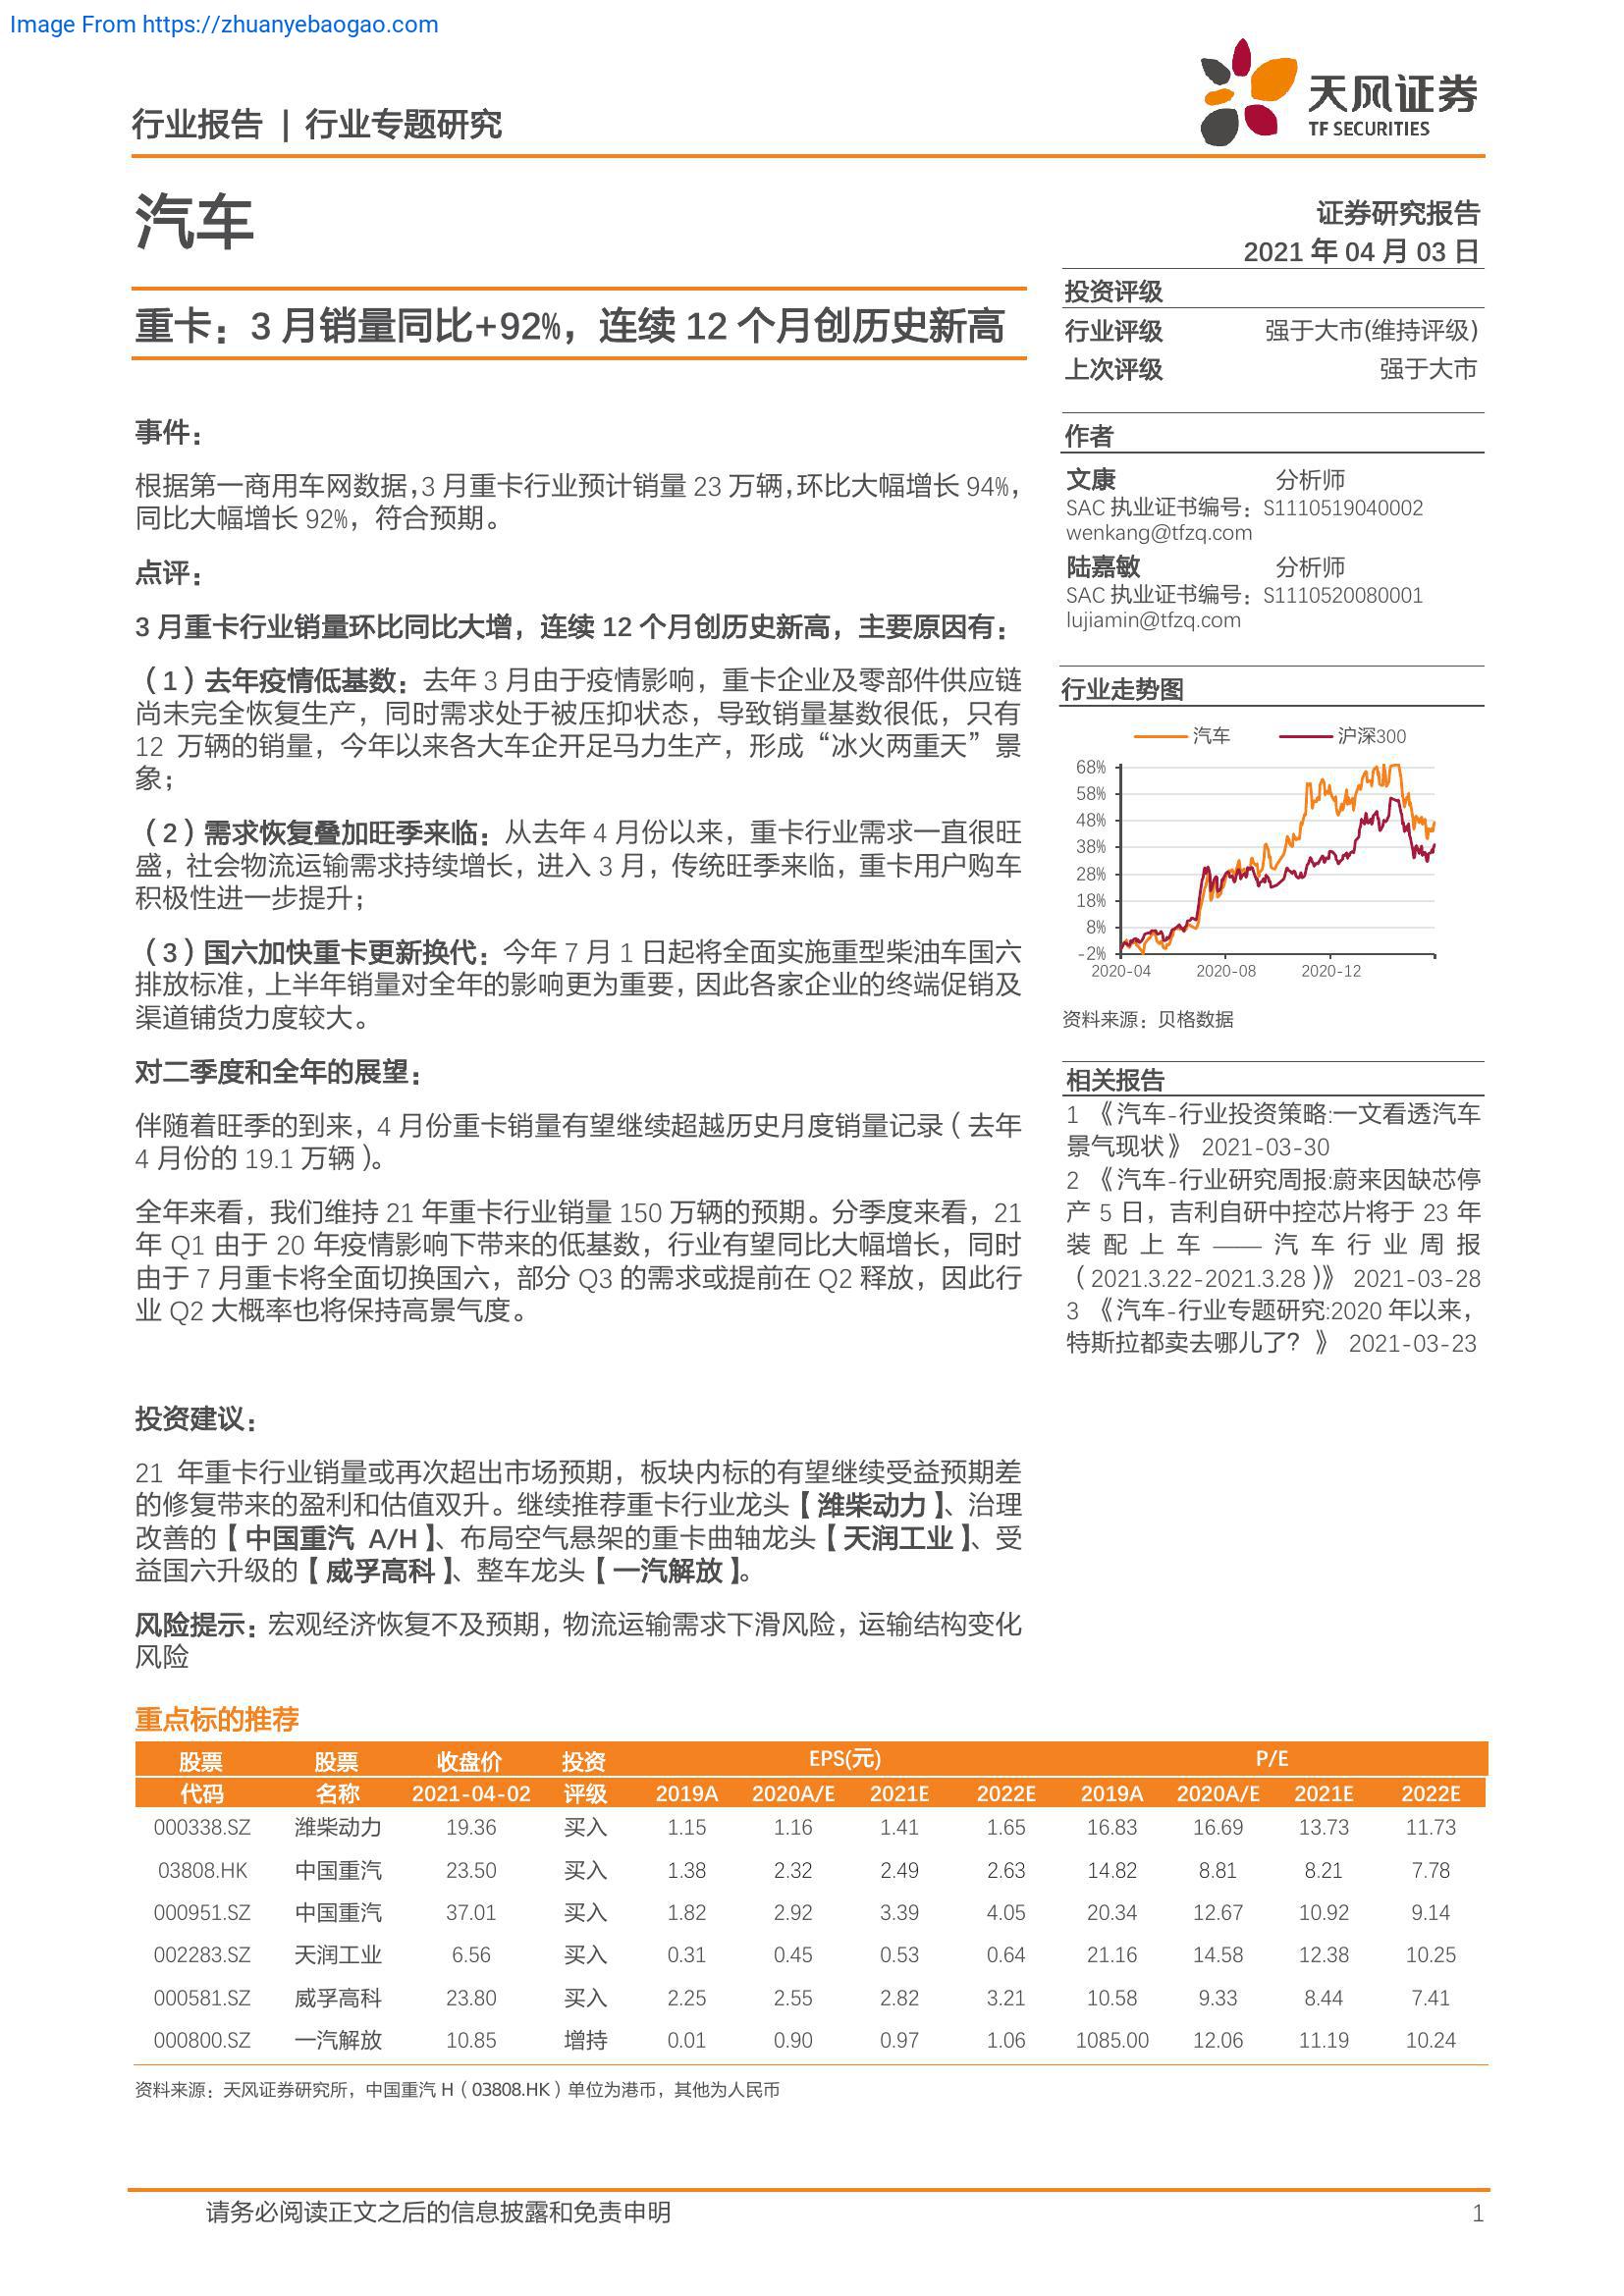 Image From https://zhuanyebaogao.com
行业报告 | 行业专题研究
天风证券
TF SECURITIES
汽车
证券研究报告
2021 年 04 月 03 日
重卡：3 月销量同比+92%，连续 12 个月创历史新高
投资评级
行业评级 强于大市(维持评级)
上次评级 强于大市
事件：
根据第一商用车网数据,3 月重卡行业预计销量 23 万辆,环比大幅增长 94%,
同比大幅增长 92%，符合预期。
点评：
3 月重卡行业销量环比同比大增，连续 12 个月创历史新高，主要原因有：
（1）去年疫情低基数：去年 3 月由于疫情影响，重卡企业及零部件供应链
尚未完全恢复生产，同时需求处于被压抑状态，导致销量基数很低，只有
12 万辆的销量，今年以来各大车企开足马力生产，形成“冰火两重天”景
象；
（2）需求恢复叠加旺季来临：从去年 4 月份以来，重卡行业需求一直很旺
盛，社会物流运输需求持续增长，进入 3 月，传统旺季来临，重卡用户购车
积极性进一步提升；
（3）国六加快重卡更新换代：今年 7 月 1 日起将全面实施重型柴油车国六
排放标准，上半年销量对全年的影响更为重要，因此各家企业的终端促销及
渠道铺货力度较大。
对二季度和全年的展望：
伴随着旺季的到来，4 月份重卡销量有望继续超越历史月度销量记录（去年
4 月份的 19.1 万辆）。
全年来看，我们维持 21 年重卡行业销量 150 万辆的预期。分季度来看，21
年 Q1 由于 20 年疫情影响下带来的低基数，行业有望同比大幅增长，同时
由于 7 月重卡将全面切换国六，部分 Q3 的需求或提前在 Q2 释放，因此行
业 Q2 大概率也将保持高景气度。
投资建议：
21 年重卡行业销量或再次超出市场预期，板块内标的有望继续受益预期差
的修复带来的盈利和估值双升。继续推荐重卡行业龙头【潍柴动力】、治理
改善的【中国重汽 A/H】、布局空气悬架的重卡曲轴龙头【天润工业】、受
益国六升级的【威孚高科】、整车龙头【一汽解放】。
风险提示：宏观经济恢复不及预期，物流运输需求下滑风险，运输结构变化
风险
作者
文康 分析师
SAC 执业证书编号：S1110519040002
wenkang@tfzq.com
陆嘉敏 分析师
SAC 执业证书编号：S1110520080001
lujiamin@tfzq.com
行业走势图
汽车 沪深300
68%
58%
48%
38%
28%
18%
8%
-2%
2020-04 2020-08 2020-12
资料来源：贝格数据
相关报告
1 《汽车-行业投资策略:一文看透汽车
景气现状》 2021-03-30
2 《汽车-行业研究周报:蔚来因缺芯停
产 5 日，吉利自研中控芯片将于 23 年
装配上车——汽车行业周报
（2021.3.22-2021.3.28）》 2021-03-28
3 《汽车-行业专题研究:2020 年以来，
特斯拉都卖去哪儿了？》 2021-03-23
重点标的推荐
股票 股票 收盘价 投资 EPS(元) P/E
代码 名称 2021-04-02 评级 2019A 2020A/E 2021E 2022E 2019A 2020A/E 2021E 2022E
000338.SZ 潍柴动力 19.36 买入 1.15 1.16 1.41 1.65 16.83 16.69 13.73 11.73
03808.HK 中国重汽 23.50 买入 1.38 2.32 2.49 2.63 14.82 8.81 8.21 7.78
000951.SZ 中国重汽 37.01 买入 1.82 2.92 3.39 4.05 20.34 12.67 10.92 9.14
002283.SZ 天润工业 6.56 买入 0.31 0.45 0.53 0.64 21.16 14.58 12.38 10.25
000581.SZ 威孚高科 23.80 买入 2.25 2.55 2.82 3.21 10.58 9.33 8.44 7.41
000800.SZ 一汽解放 10.85 增持 0.01 0.90 0.97 1.06 1085.00 12.06 11.19 10.24
资料来源：天风证券研究所，中国重汽 H（03808.HK）单位为港币，其他为人民币
请务必阅读正文之后的信息披露和免责申明 1